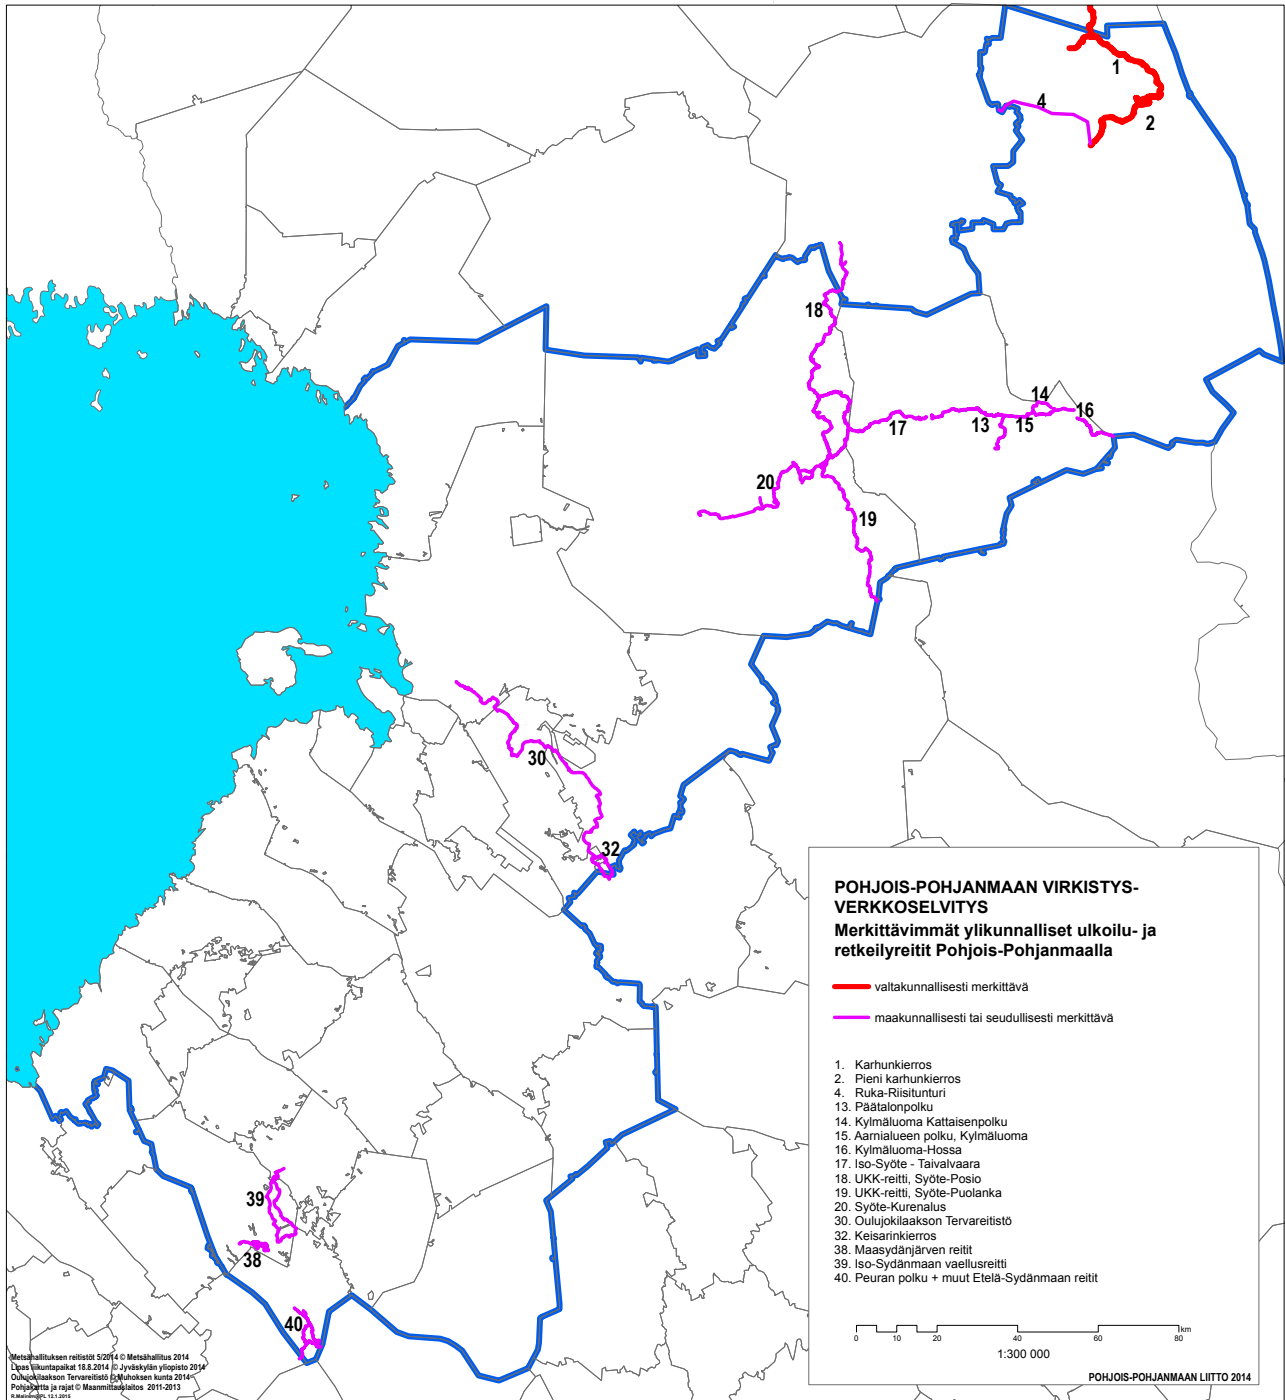 1
4
2
18
14
16
17
13
15
20
19
30
32
39
38
40
POHJOIS-POHJANMAAN VIRKISTYS-
VERKKOSELVITYS
Merkittävimmät ylikunnalliset ulkoilu- ja
retkeilyreitit Pohjois-Pohjanmaalla
valtakunnallisesti merkittävä
maakunnallisesti tai seudullisesti merkittävä
1. Karhunkierros
2. Pieni karhunkierros
4. Ruka-Riisitunturi
13. Päätalonpolku
14. Kylmäluoma Kattaisenpolku
15. Aarnialueen polku, Kylmäluoma
16. Kylmäluoma-Hossa
17. Iso-Syöte - Taivalvaara
18. UKK-reitti, Syöte-Posio
19. UKK-reitti, Syöte-Puolanka
20. Syöte-Kurenalus
30. Oulujokilaakson Tervareitistö
32. Keisarinkierros
38. Maasydänjärven reitit
39. Iso-Sydänmaan vaellusreitti
40. Peuran polku + muut Etelä-Sydänmaan reitit
0 10 20 40 60 80 km
1:300 000
POHJOIS-POHJANMAAN LIITTO 2014
Metsähallituksen reitistöt 5/2014 © Metsähallitus 2014
Lipas liikuntapaikat 18.8.2014 © Jyväskylän yliopisto 2014
Oulujokilaakson Tervareitistö © Muhoksen kunta 2014
Pohjakartta ja rajat © Maanmittauslaitos 2011-2013